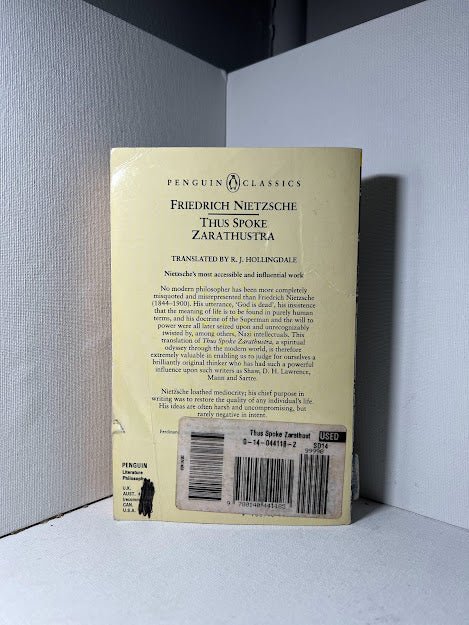 PENGUIN CLASSICS
FRIEDRICH NIETZSCHE
THUS SPOKE
ZARATHUSTRA
TRANSLATED BY R. J. HOLLINGDALE
Nietzsche's most accessible and influential work
No modern philosopher has been more completely
misquoted and misrepresented than Friedrich Nietzsche
(1844–1900). His utterance, 'God is dead', his insistence
that the meaning of life is to be found in purely human
terms, and his doctrine of the Superman and the will to
power were all later seized upon and unrecognizably
twisted by, among others, Nazi intellectuals. This
translation of Thus Spoke Zarathustra, a spiritual
odyssey through the modern world, is therefore
extremely valuable in enabling us to judge for ourselves a
brilliantly original thinker who has had such a powerful
influence upon such writers as Shaw, D. H. Lawrence,
Mann and Sartre.
Nietzsche loathed mediocrity; his chief purpose in
writing was to restore the quality of any individual's life.
His ideas are often harsh and uncompromising, but
rarely negative in intent.
Ferdinand
Thus Spoke Zarathust USED
0-14-044118-2 SD14
99990
9 780140441185
PENGUIN
Literature
Philosophy
U.K.
AUST.
CAN.
U.S.A.